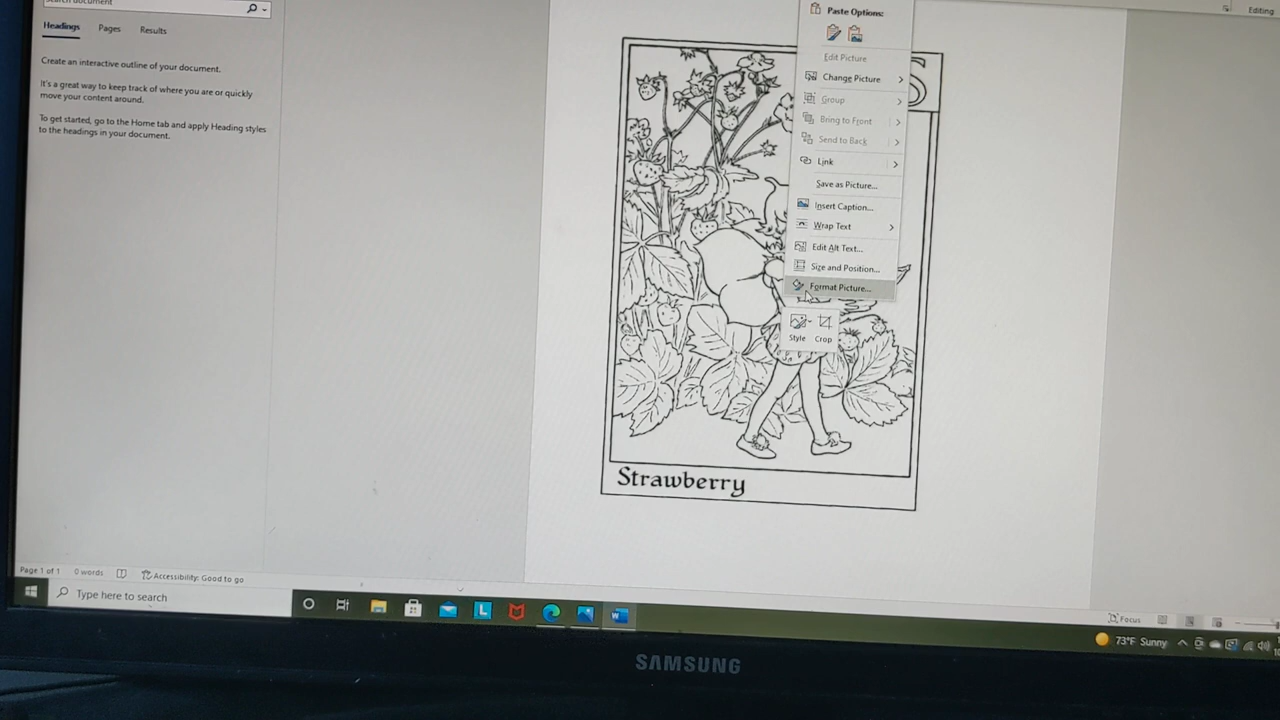 Search document
Headings
Pages
Results
Create an interactive outline of your document.
It's a great way to keep track of where you are or quickly
move your content around.
To get started, go to the Home tab and apply Heading styles
to the headings in your document.
Paste Options:
Edit Picture
Change Picture
Group
Bring to Front
Send to Back
Link
Save as Picture...
Insert Caption...
Wrap Text
Edit Alt Text...
Size and Position...
Format Picture...
Style
Crop
Editing
S
Strawberry
Page 1 of 1
0 words
Accessibility: Good to go
Focus
Type here to search
L
W
73°F Sunny
SAMSUNG